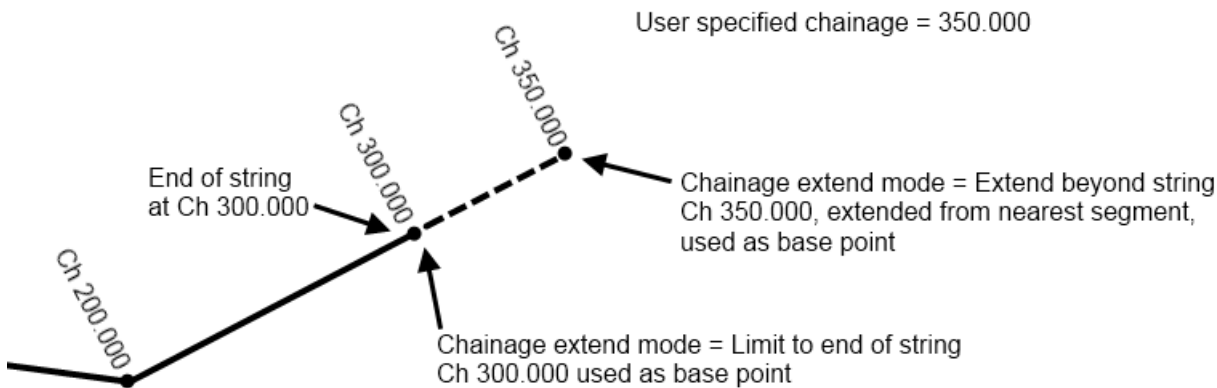 User specified chainage = 350.000
Ch 350.000
Ch 300.000
End of string
at Ch 300.000
Chainage extend mode = Extend beyond string
Ch 350.000, extended from nearest segment,
used as base point
Ch 200.000
Chainage extend mode = Limit to end of string
Ch 300.000 used as base point